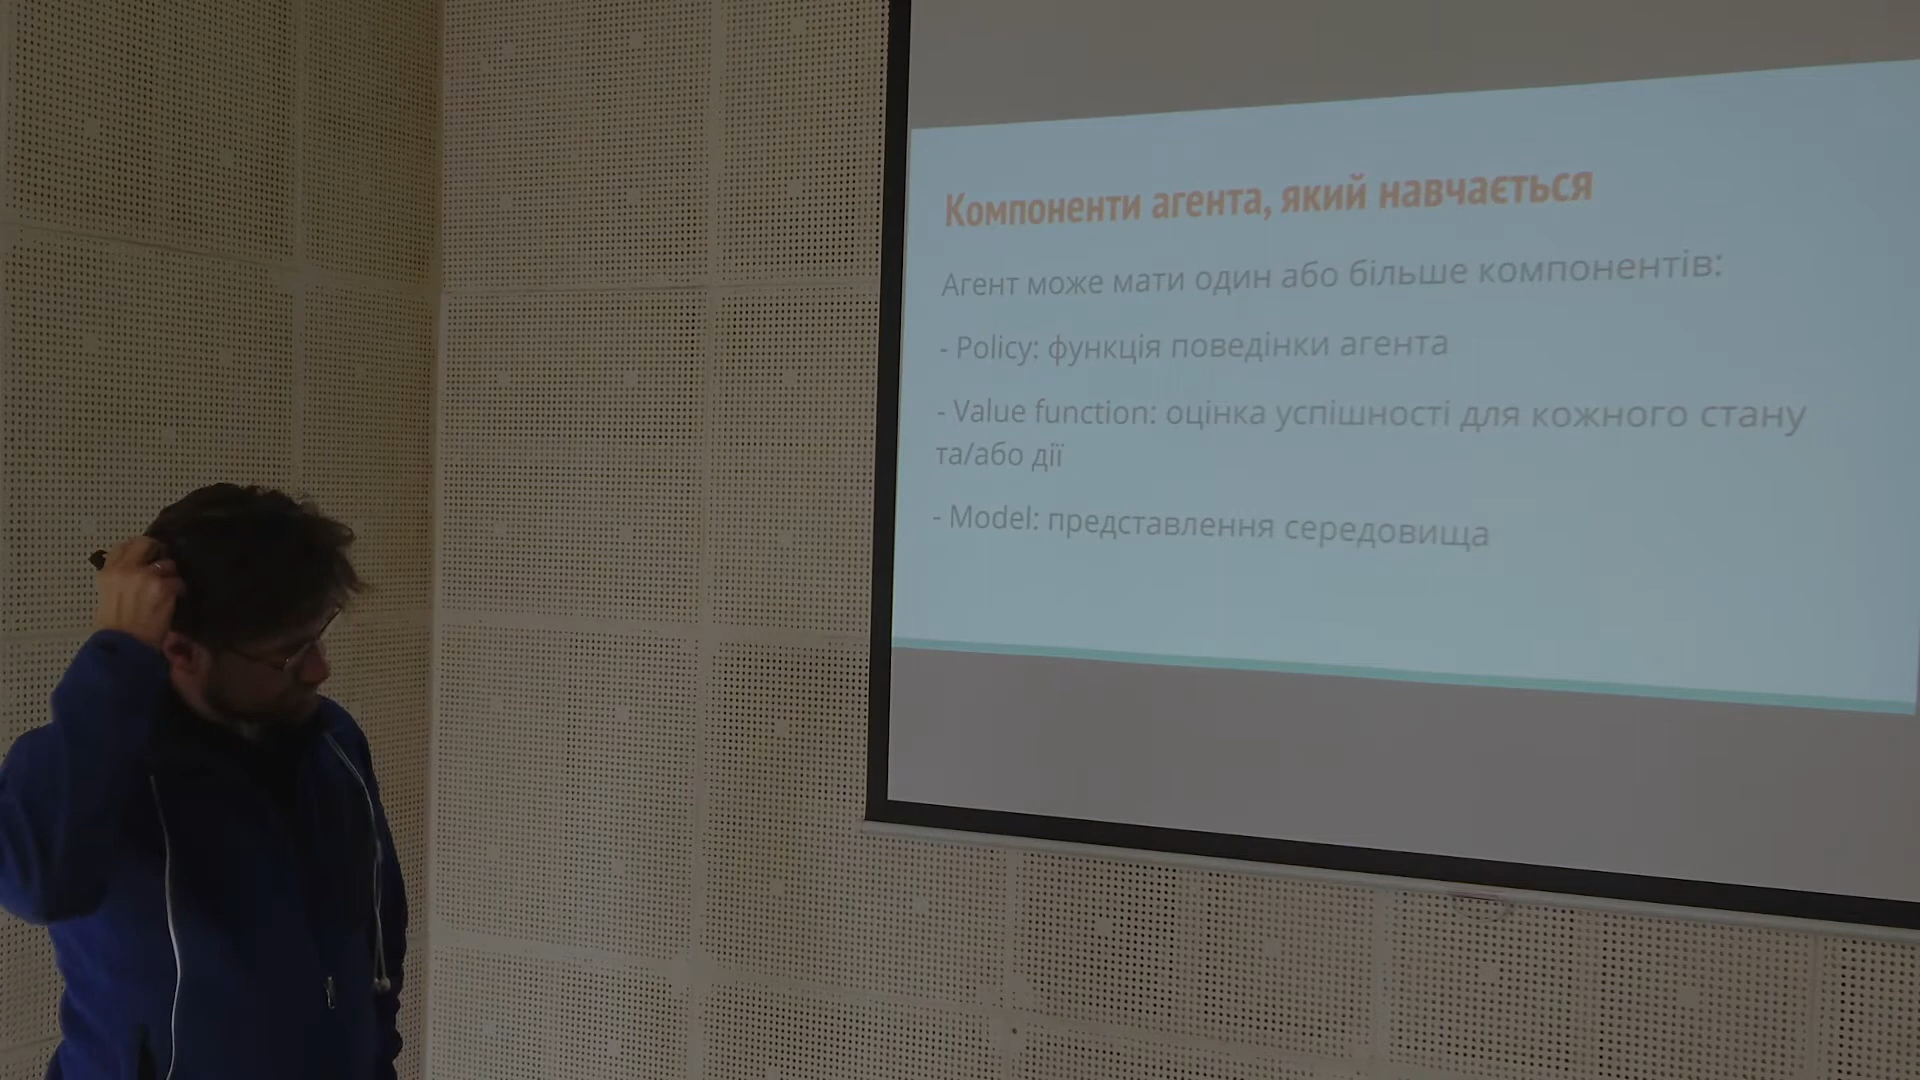 Компоненти агента, який навчається
Агент може мати один або більше компонентів:
- Policy: функція поведінки агента
- Value function: оцінка успішності для кожного стану
та/або дії
- Model: представлення середовища